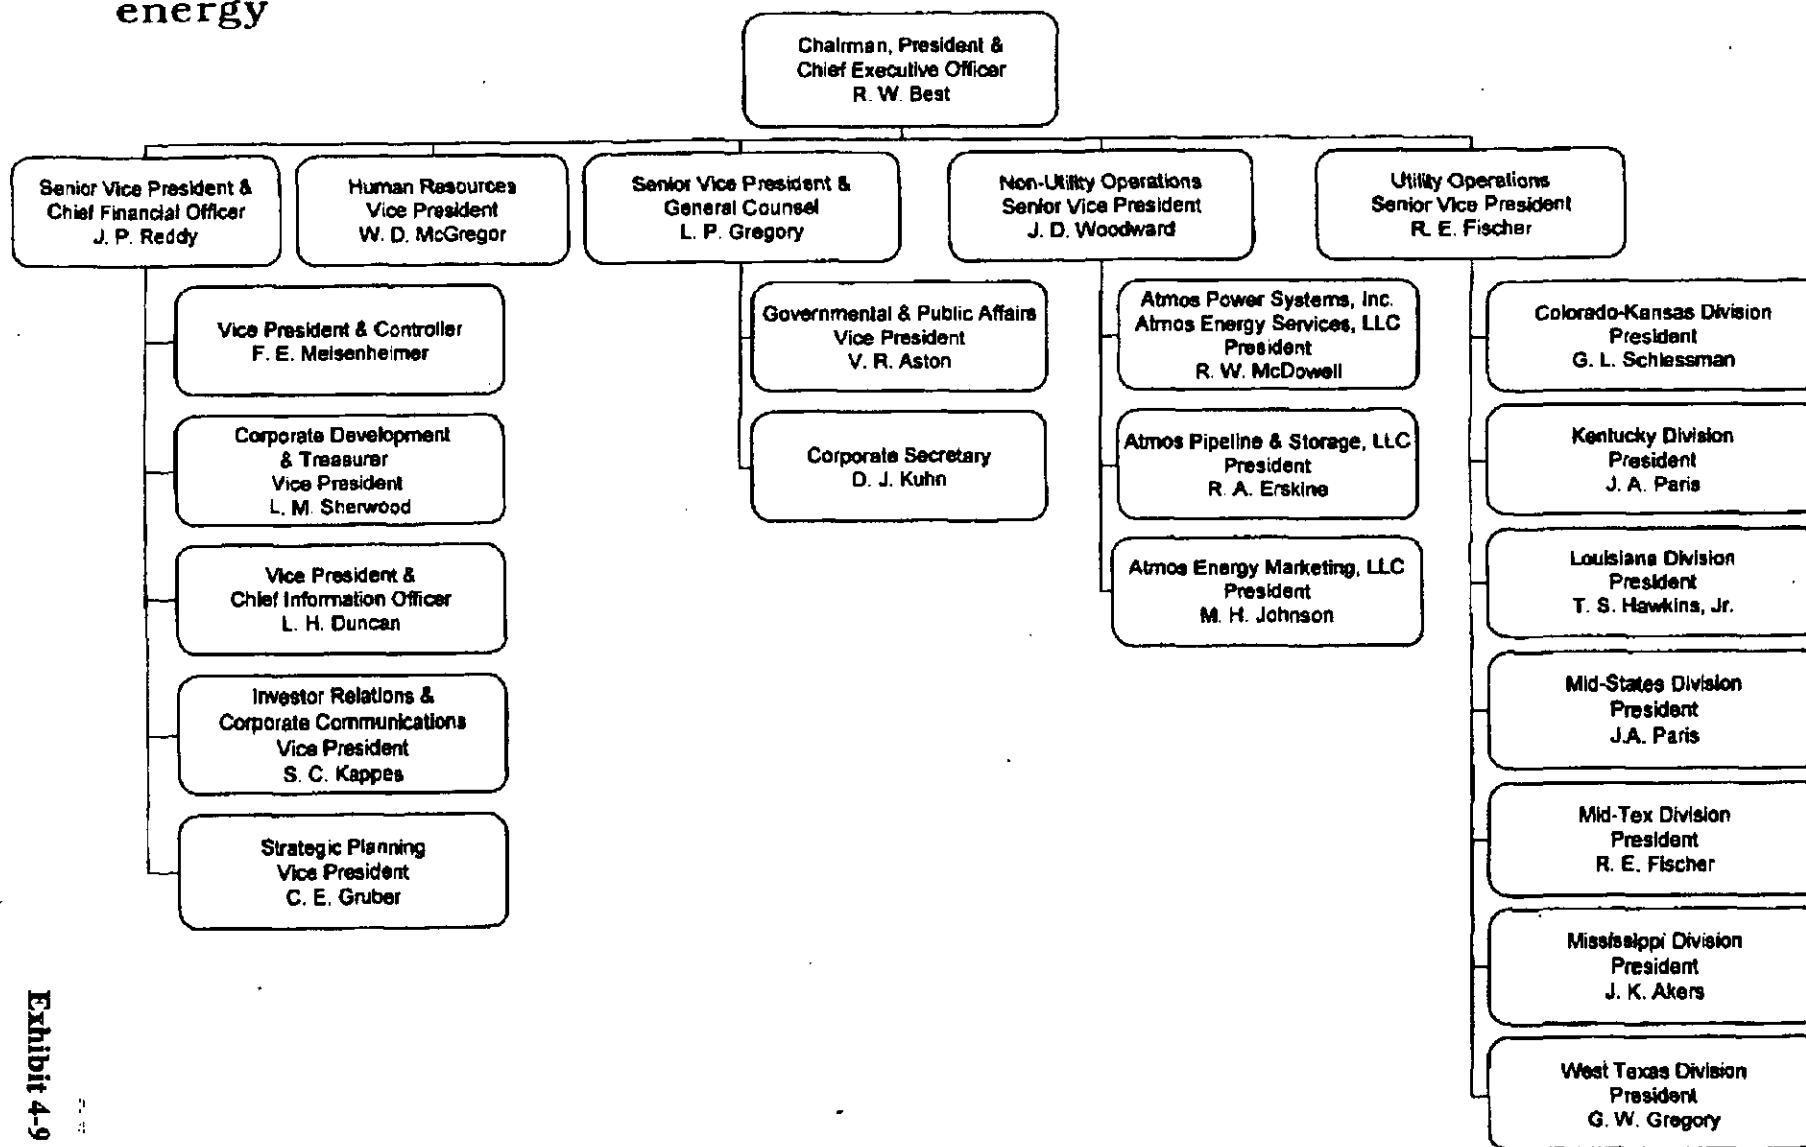 energy
Chairman, President &
Chief Executive Officer
R. W. Best
Senior Vice President &
Chief Financial Officer
J. P. Reddy
Human Resources
Vice President
W. D. McGregor
Senior Vice President &
General Counsel
L. P. Gregory
Non-Utility Operations
Senior Vice President
J. D. Woodward
Utility Operations
Senior Vice President
R. E. Fischer
Vice President & Controller
F. E. Meisenheimer
Corporate Development
& Treasurer
Vice President
L. M. Sherwood
Vice President &
Chief Information Officer
L. H. Duncan
Investor Relations &
Corporate Communications
Vice President
S. C. Kappes
Strategic Planning
Vice President
C. E. Gruber
Governmental & Public Affairs
Vice President
V. R. Aston
Corporate Secretary
D. J. Kuhn
Atmos Power Systems, Inc.
Atmos Energy Services, LLC
President
R. W. McDowell
Atmos Pipeline & Storage, LLC
President
R. A. Erskine
Atmos Energy Marketing, LLC
President
M. H. Johnson
Colorado-Kansas Division
President
G. L. Schlessman
Kentucky Division
President
J. A. Paris
Louisiana Division
President
T. S. Hawkins, Jr.
Mid-States Division
President
J.A. Paris
Mid-Tex Division
President
R. E. Fischer
Mississippi Division
President
J. K. Akers
West Texas Division
President
G. W. Gregory
Exhibit 4-9